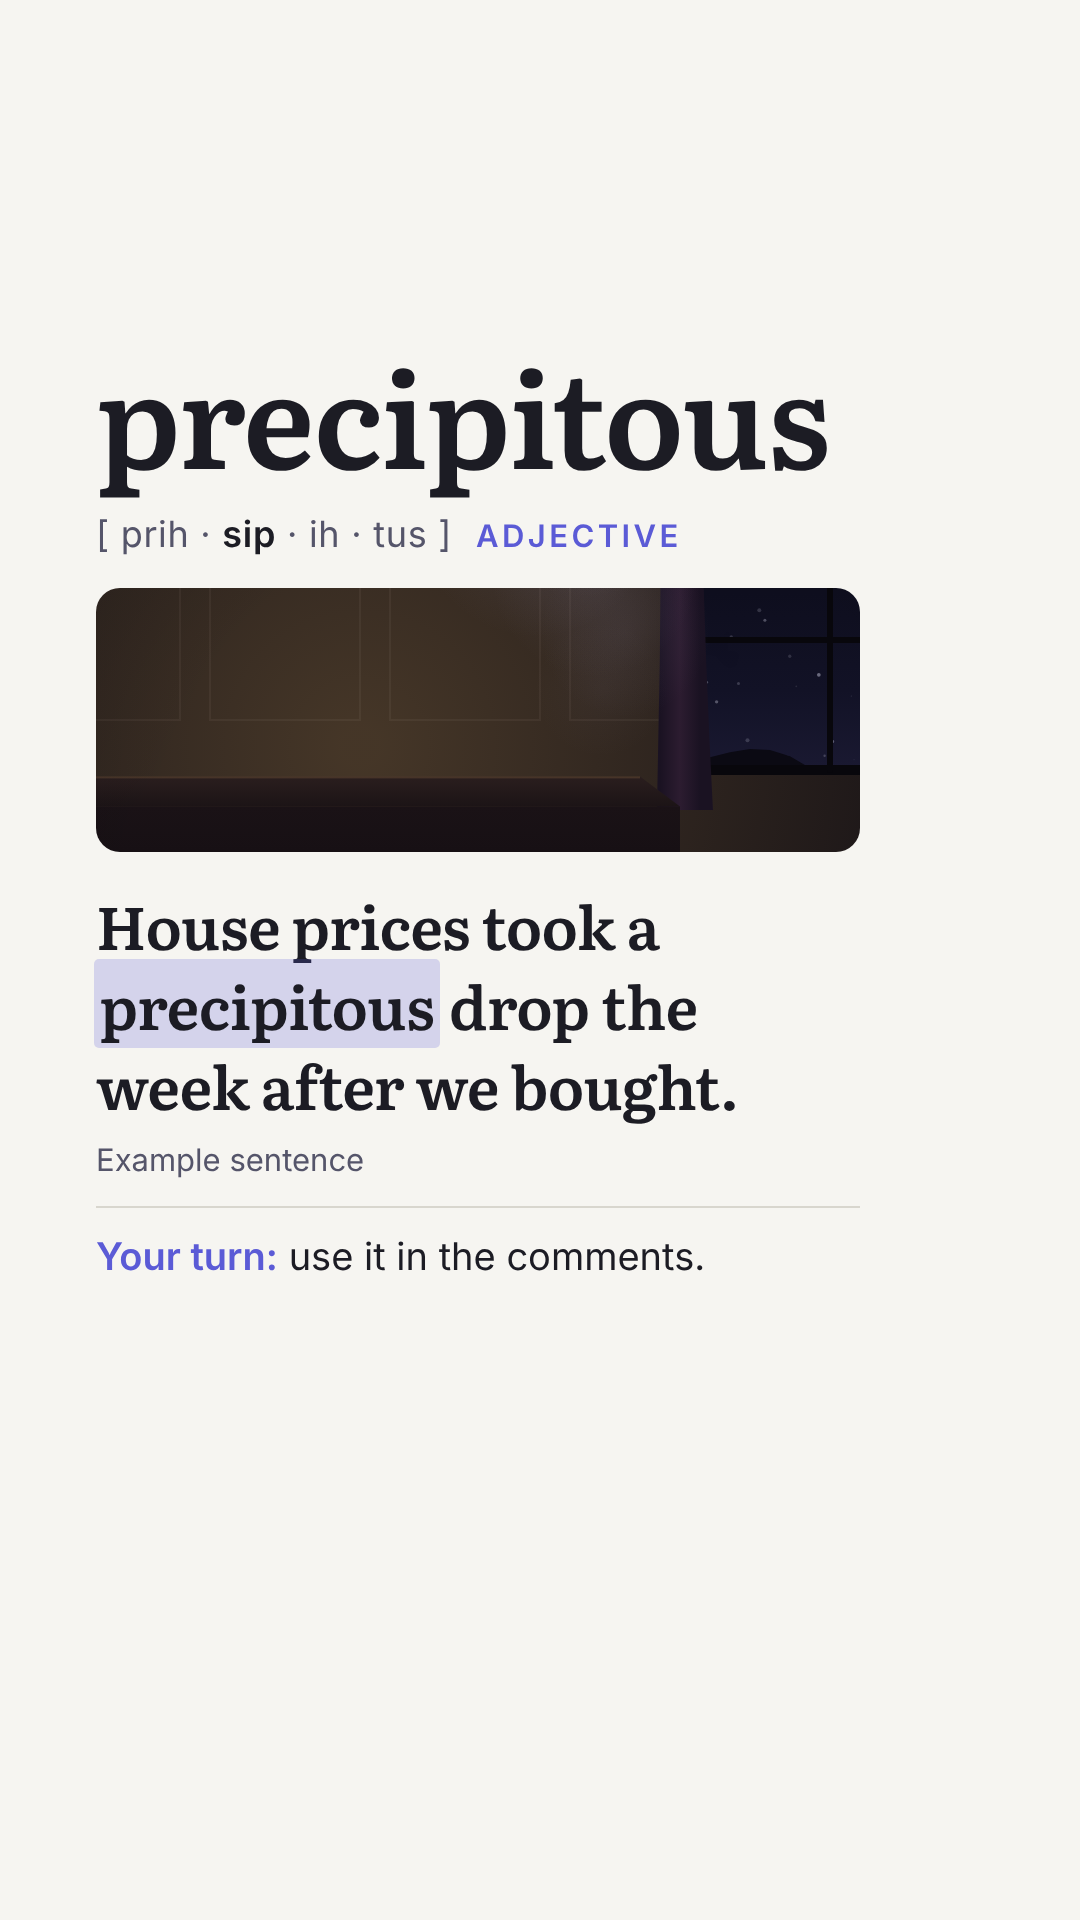 precipitous
[ prih · sip · ih · tus ] ADJECTIVE
House prices took a
precipitous drop the
week after we bought.
Example sentence
Your turn: use it in the comments.